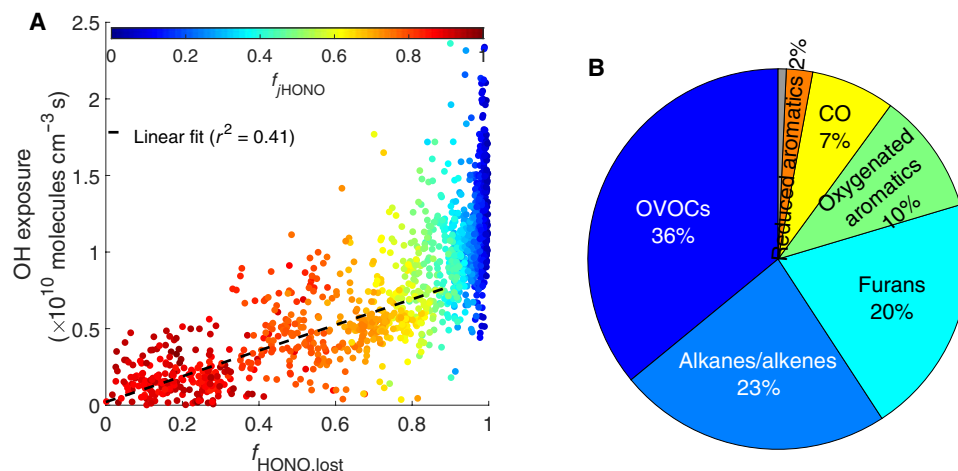 A
2.5
2
1.5
1
0.5
0
OH exposure
(×10¹⁰ molecules cm⁻³ s)
0 0.2 0.4 0.6 0.8 1
f_jHONO
Linear fit (r² = 0.41)
0 0.2 0.4 0.6 0.8 1
f_HONO,lost
B
Reduced aromatics 2%
CO
7%
Oxygenated
aromatics
10%
Furans
20%
Alkanes/alkenes
23%
OVOCs
36%